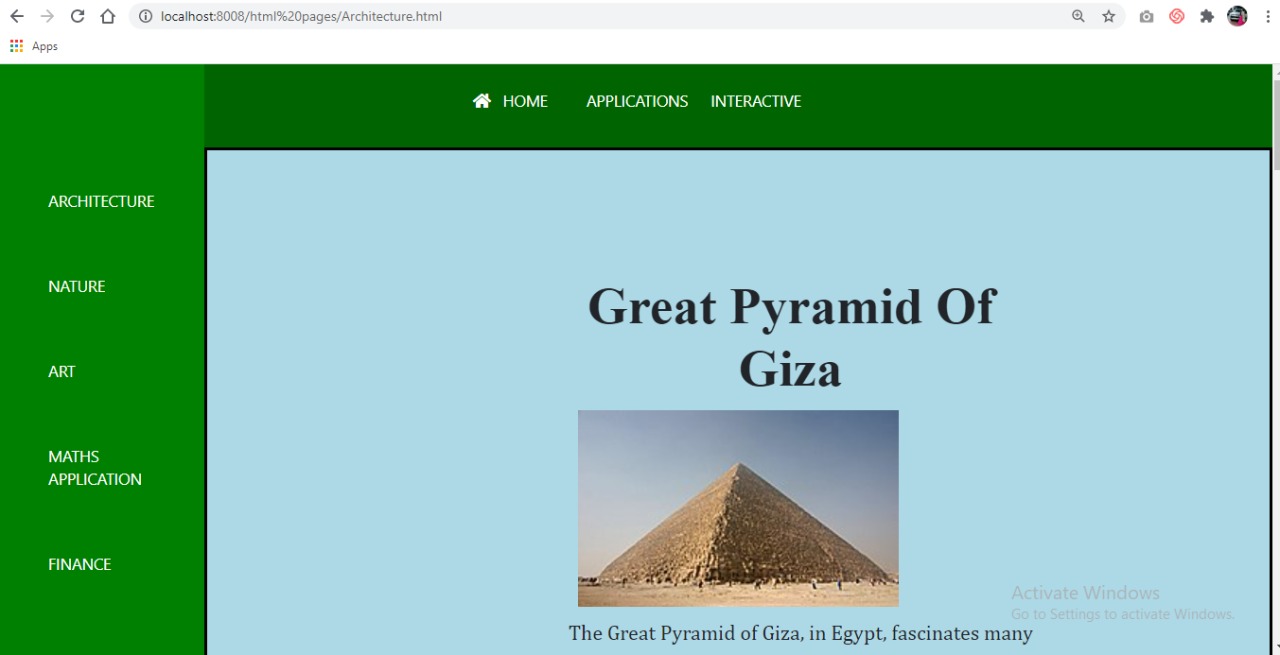 localhost:8008/html%20pages/Architecture.html
Apps
HOME APPLICATIONS INTERACTIVE
ARCHITECTURE
NATURE
ART
MATHS
APPLICATION
FINANCE
Great Pyramid Of
Giza
The Great Pyramid of Giza, in Egypt, fascinates many
Activate Windows
Go to Settings to activate Windows.